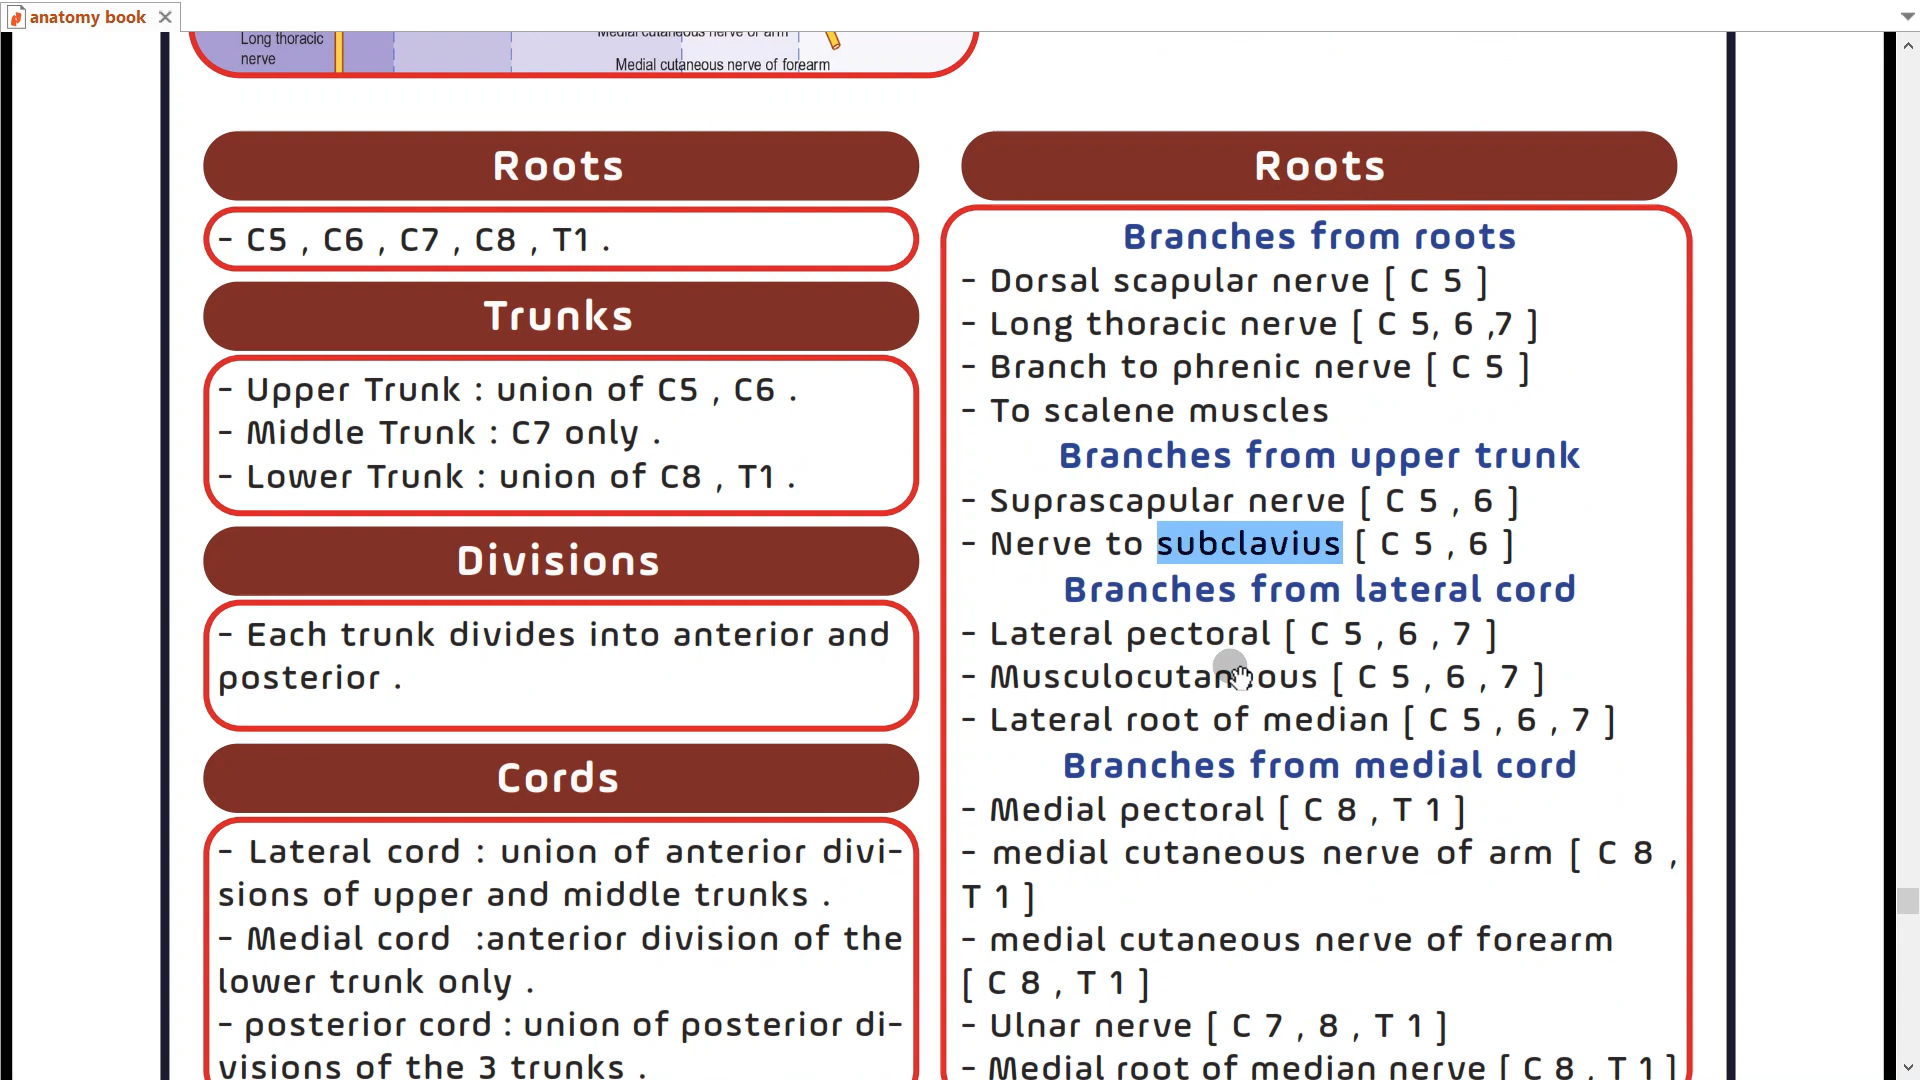 anatomy book
Long thoracic
nerve
Medial cutaneous nerve of arm
Medial cutaneous nerve of forearm
Roots
- C5 , C6 , C7 , C8 , T1 .
Trunks
- Upper Trunk : union of C5 , C6 .
- Middle Trunk : C7 only .
- Lower Trunk : union of C8 , T1 .
Divisions
- Each trunk divides into anterior and
posterior .
Cords
- Lateral cord : union of anterior divi-
sions of upper and middle trunks .
- Medial cord :anterior division of the
lower trunk only .
- posterior cord : union of posterior di-
visions of the 3 trunks .
Roots
Branches from roots
- Dorsal scapular nerve [ C 5 ]
- Long thoracic nerve [ C 5, 6 ,7 ]
- Branch to phrenic nerve [ C 5 ]
- To scalene muscles
Branches from upper trunk
- Suprascapular nerve [ C 5 , 6 ]
- Nerve to subclavius [ C 5 , 6 ]
Branches from lateral cord
- Lateral pectoral [ C 5 , 6 , 7 ]
- Musculocutaneous [ C 5 , 6 , 7 ]
- Lateral root of median [ C 5 , 6 , 7 ]
Branches from medial cord
- Medial pectoral [ C 8 , T 1 ]
- medial cutaneous nerve of arm [ C 8 ,
T 1 ]
- medial cutaneous nerve of forearm
[ C 8 , T 1 ]
- Ulnar nerve [ C 7 , 8 , T 1 ]
- Medial root of median nerve [ C 8 , T 1 ]